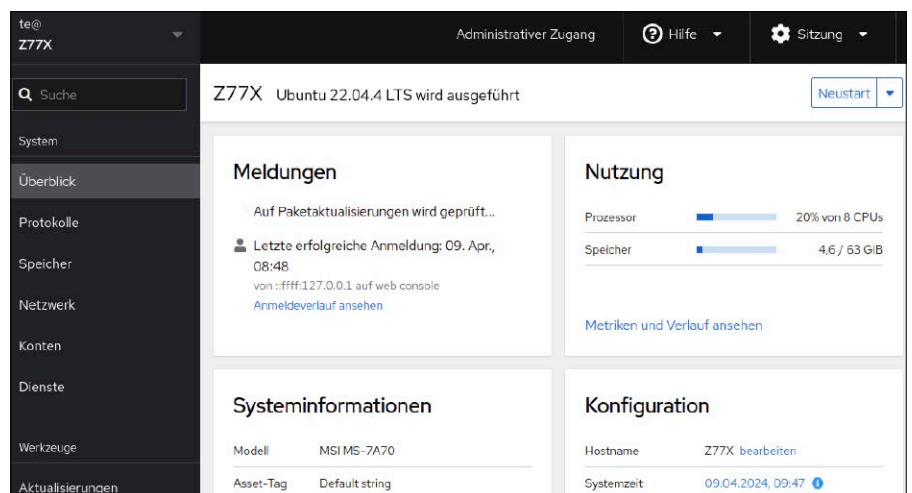 te@
Z77X
Administrativer Zugang
Hilfe
Sitzung
Suche
System
Überblick
Protokolle
Speicher
Netzwerk
Konten
Dienste
Werkzeuge
Aktualisierungen
Z77X Ubuntu 22.04.4 LTS wird ausgeführt
Neustart
Meldungen
Auf Paketaktualisierungen wird geprüft...
Letzte erfolgreiche Anmeldung: 09. Apr.,
08:48
von ::ffff:127.0.0.1 auf web console
Anmeldeverlauf ansehen
Nutzung
Prozessor 20% von 8 CPUs
Speicher 4,6 / 63 GiB
Metriken und Verlauf ansehen
Systeminformationen
Modell MSI MS-7A70
Asset-Tag Default string
Konfiguration
Hostname Z77X bearbeiten
Systemzeit 09.04.2024, 09:47